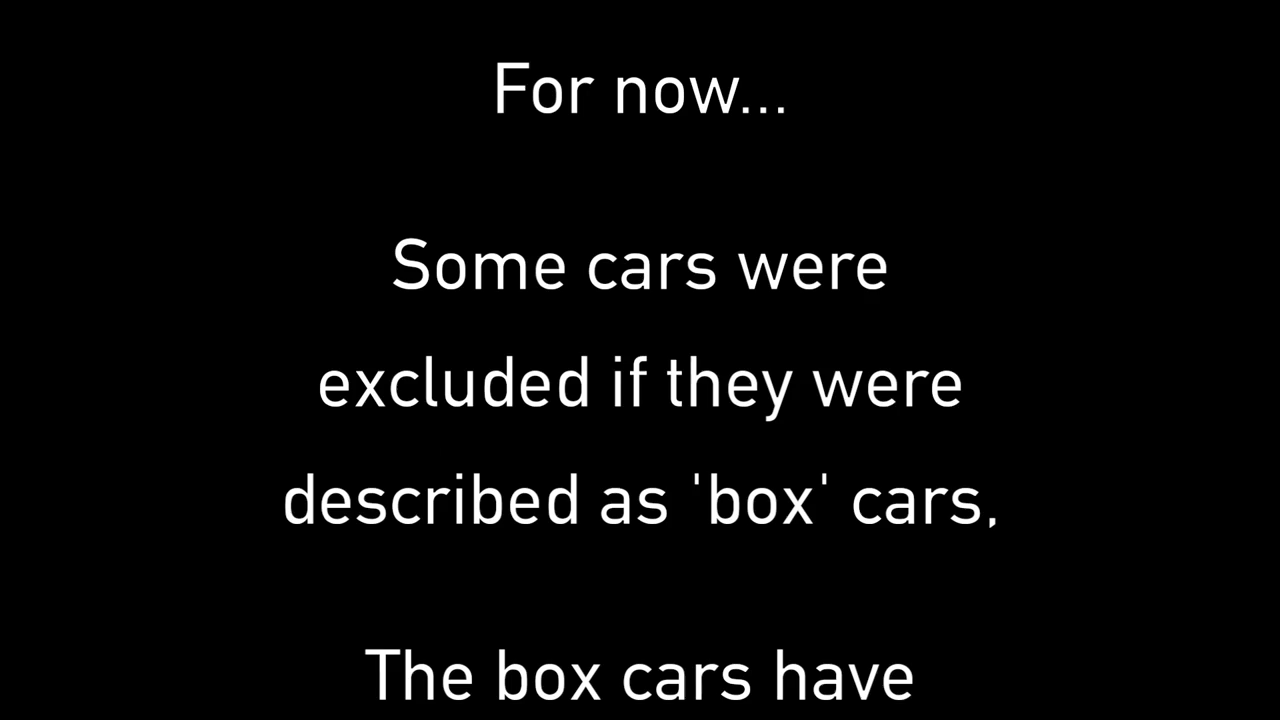 For now...
Some cars were
excluded if they were
described as 'box' cars,
The box cars have